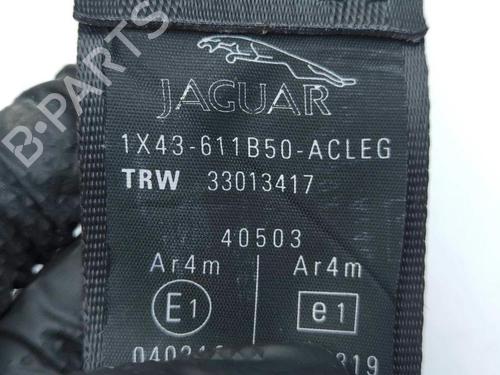 JAGUAR
1X43-611B50-ACLEG
TRW 33013417
40503
Ar4m Ar4m
E1 e1
B-PARTS